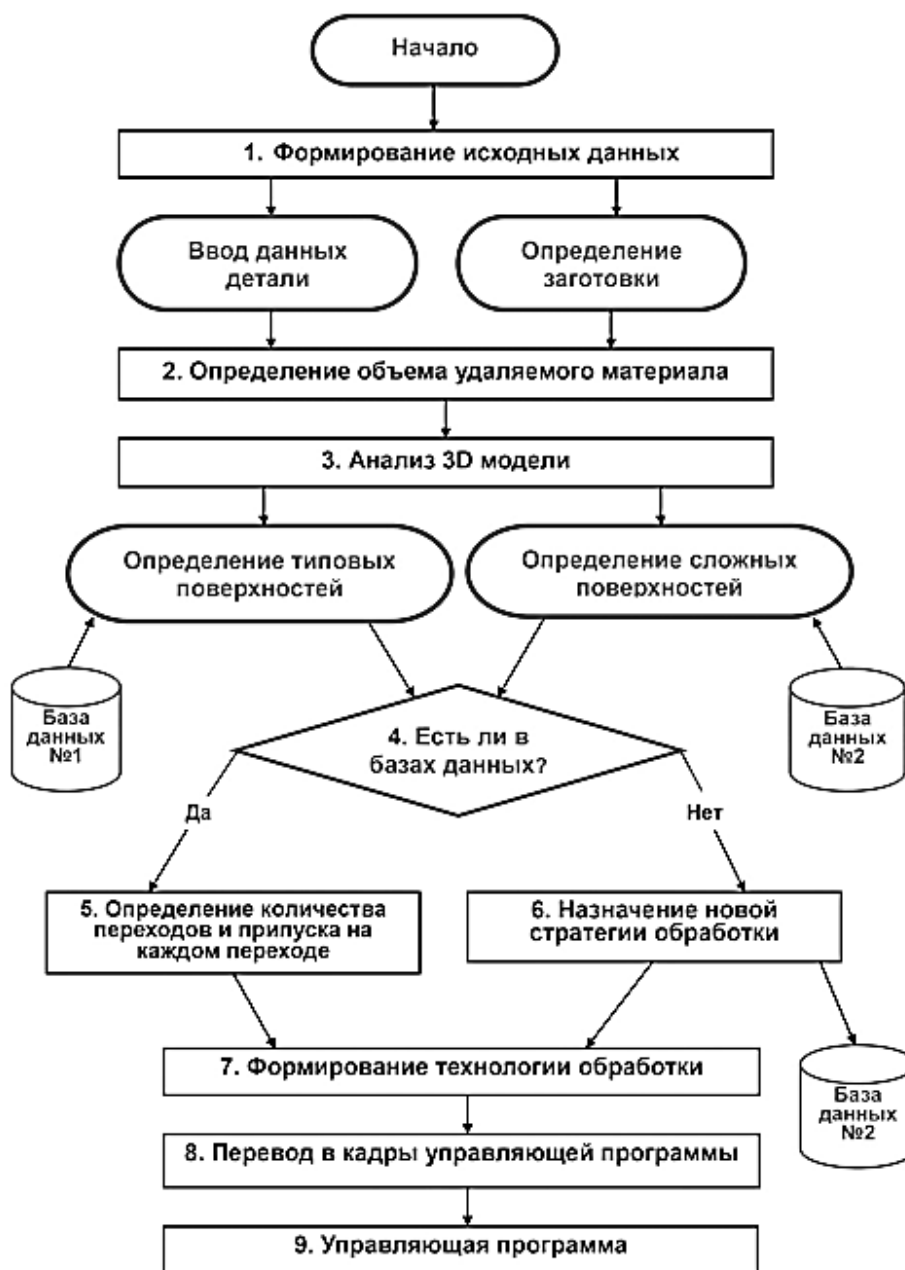 Начало
1. Формирование исходных данных
Ввод данных
детали
Определение
заготовки
2. Определение объема удаляемого материала
3. Анализ 3D модели
Определение типовых
поверхностей
Определение сложных
поверхностей
База
данных
№1
4. Есть ли в
базах данных?
База
данных
№2
Да
Нет
5. Определение количества
переходов и припуска на
каждом переходе
6. Назначение новой
стратегии обработки
7. Формирование технологии обработки
База
данных
№2
8. Перевод в кадры управляющей программы
9. Управляющая программа